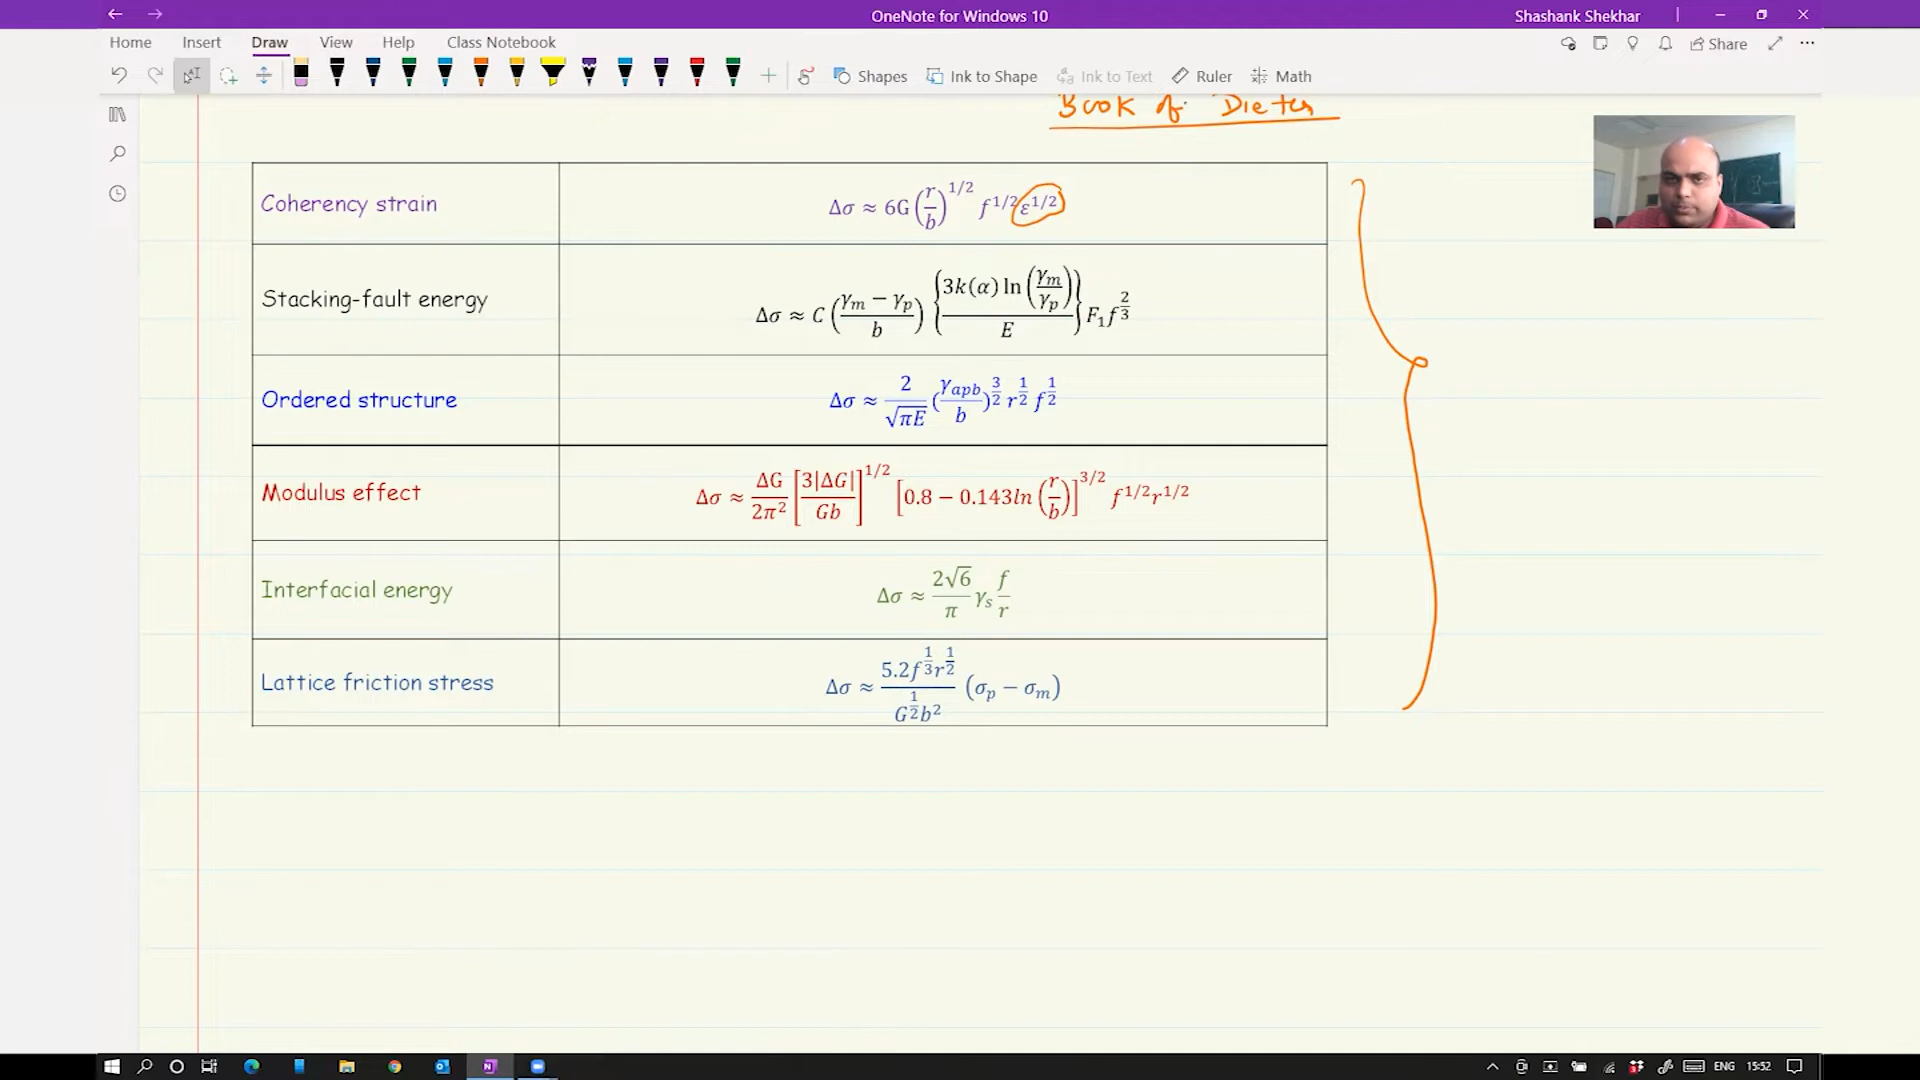 OneNote for Windows 10
Shashank Shekhar
Home Insert Draw View Help Class Notebook
Share
Shapes Ink to Shape Ink to Text Ruler Math
Book of Dieter
Coherency strain Δσ ≈ 6G (r/b)^1/2 f^1/2 ε^1/2
Stacking-fault energy Δσ ≈ C ((γm − γp)/b) {3k(α) ln (γm/γp)/E} F₁f^2/3
Ordered structure Δσ ≈ 2/√πE (γapb/b)^3/2 r^1/2 f^1/2
Modulus effect Δσ ≈ ΔG/2π² [3|ΔG|/Gb]^1/2 [0.8 − 0.143ln (r/b)]^3/2 f^1/2 r^1/2
Interfacial energy Δσ ≈ 2√6/π γs f/r
Lattice friction stress Δσ ≈ 5.2f^1/3 r^1/2 / G^1/2 b² (σp − σm)
ENG 15:52